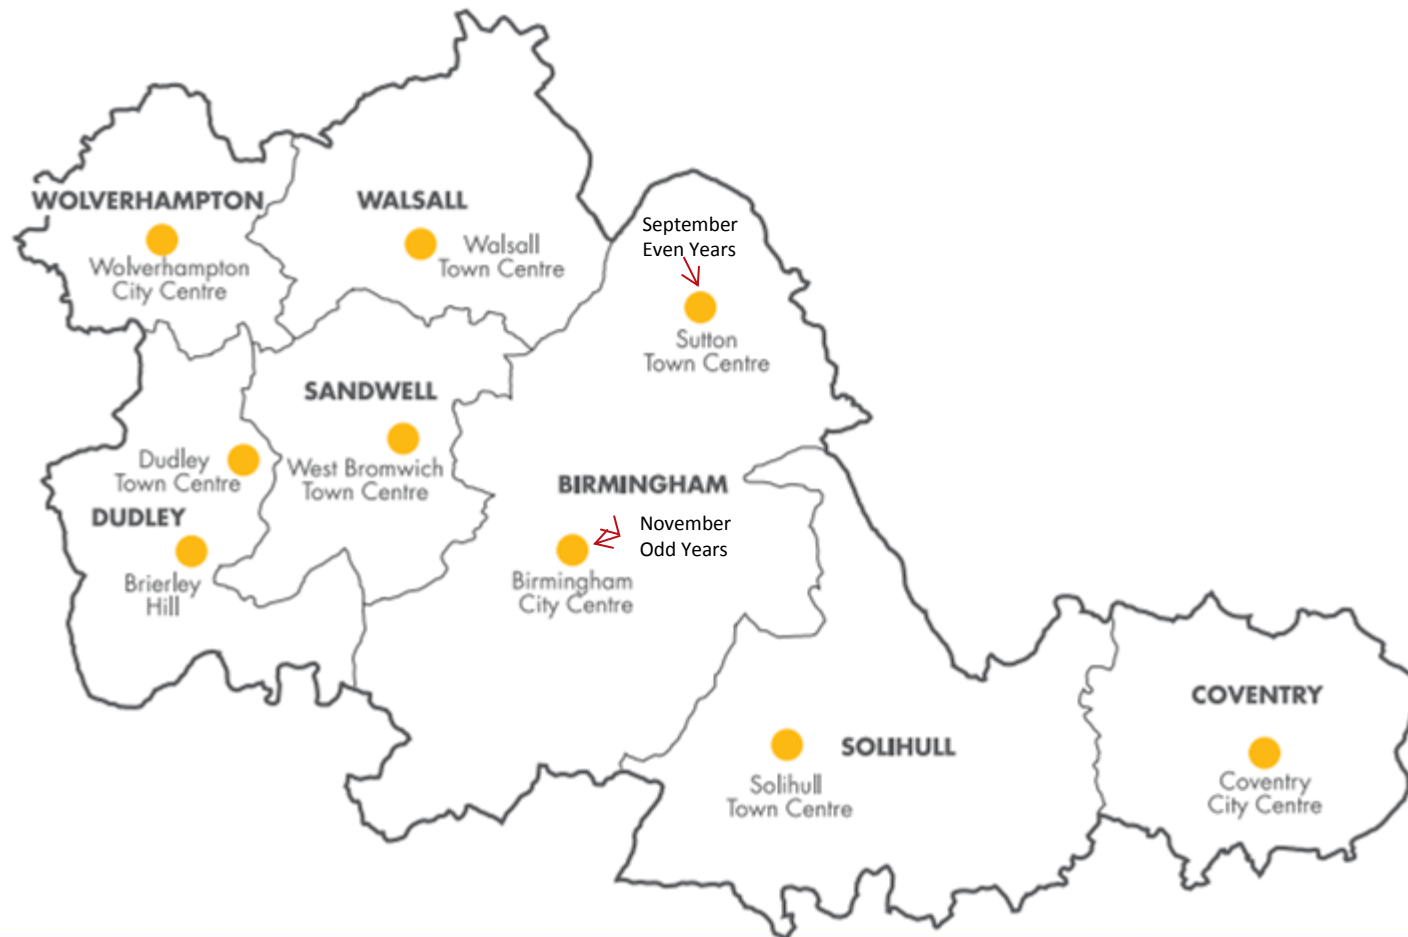 WOLVERHAMPTON
Wolverhampton
City Centre
WALSALL
Walsall
Town Centre
September
Even Years
Sutton
Town Centre
SANDWELL
West Bromwich
Town Centre
Dudley
Town Centre
DUDLEY
Brierley
Hill
BIRMINGHAM
November
Odd Years
Birmingham
City Centre
SOLIHULL
Solihull
Town Centre
COVENTRY
Coventry
City Centre